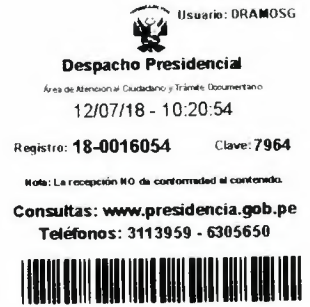 Usuario: DRAMOSG
Despacho Presidencial
Área de Atención al Ciudadano y Trámite Documentario
12/07/18 - 10:20:54
Registro: 18-0016054 Clave: 7964
Nota: La recepción NO da conformidad al contenido.
Consultas: www.presidencia.gob.pe
Teléfonos: 3113959 - 6305650